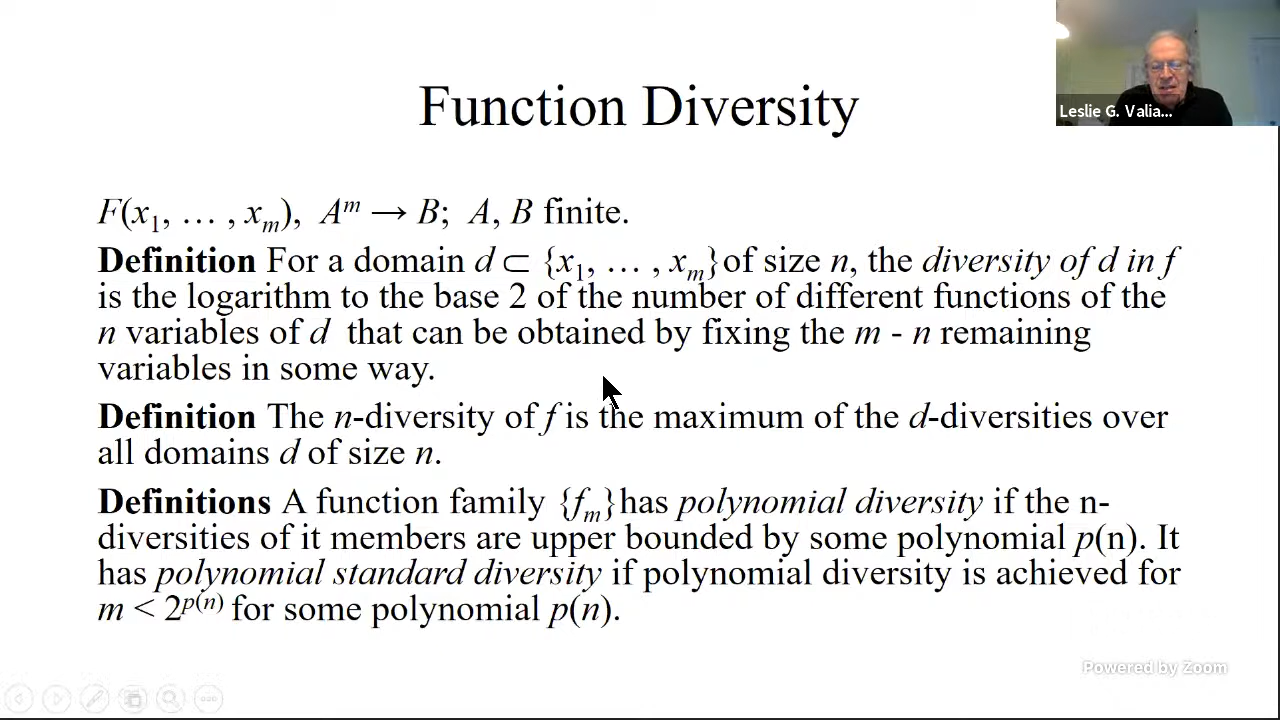 Leslie G. Valia...
Function Diversity
F(x1, … , xm), Aᵐ → B; A, B finite.
Definition For a domain d ⊂ {x1, … , xm}of size n, the diversity of d in f
is the logarithm to the base 2 of the number of different functions of the
n variables of d that can be obtained by fixing the m - n remaining
variables in some way.
Definition The n-diversity of f is the maximum of the d-diversities over
all domains d of size n.
Definitions A function family {fm}has polynomial diversity if the n-
diversities of it members are upper bounded by some polynomial p(n). It
has polynomial standard diversity if polynomial diversity is achieved for
m < 2ᵖ⁽ⁿ⁾ for some polynomial p(n).
Powered by Zoom